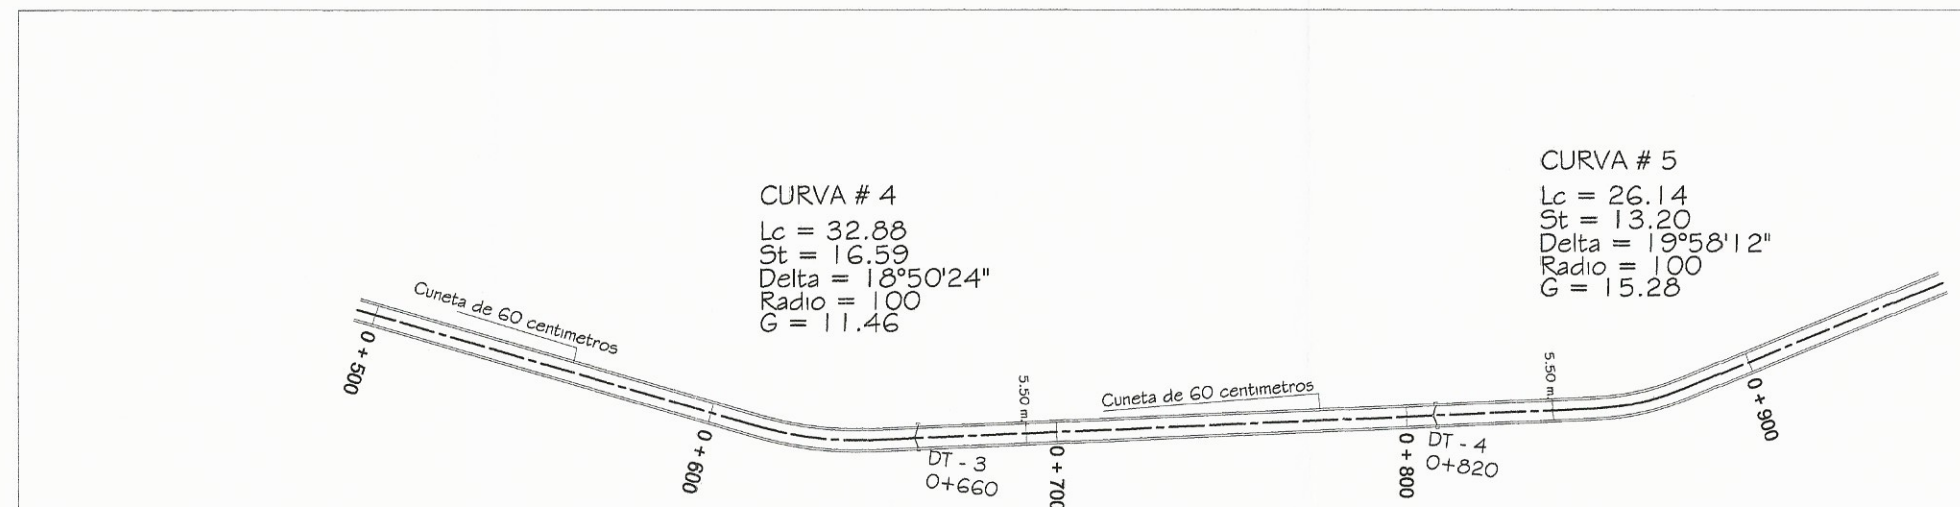 CURVA # 4
Lc = 32.88
St = 16.59
Delta = 18°50'24"
Radio = 100
G = 11.46
CURVA # 5
Lc = 26.14
St = 13.20
Delta = 19°58'12"
Radio = 100
G = 15.28
Cuneta de 60 centimetros
0 + 500
0 + 600
5.50 m.
Cuneta de 60 centimetros
5.50 m.
DT - 3
0+660
0 + 700
0 + 800
DT - 4
0+820
0 + 900